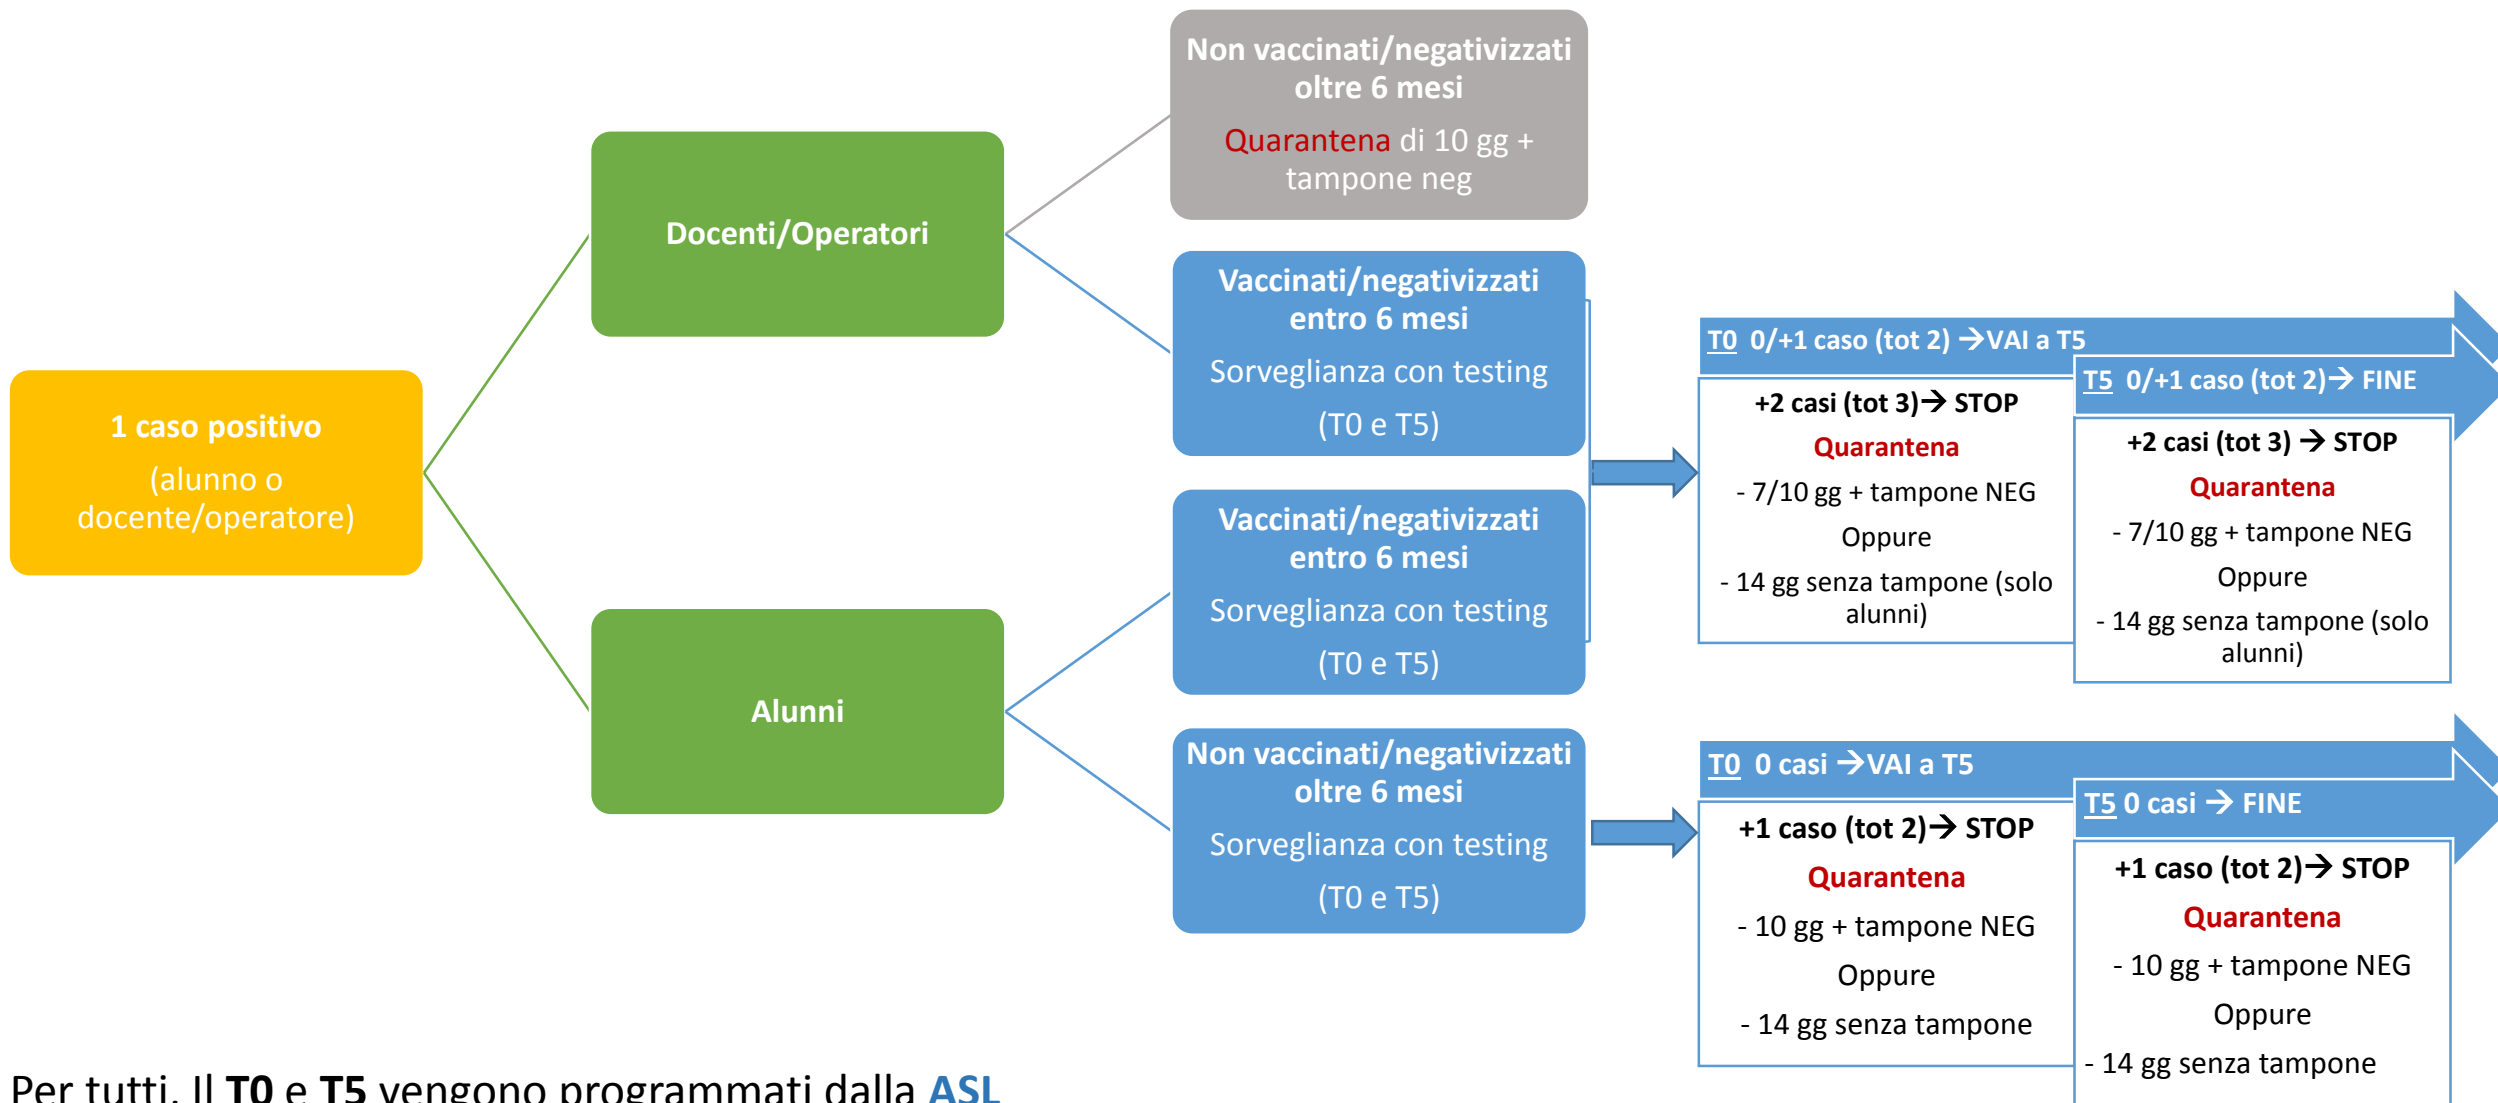 1 caso positivo
(alunno o
docente/operatore)
Docenti/Operatori
Alunni
Non vaccinati/negativizzati
oltre 6 mesi
Quarantena di 10 gg +
tampone neg
Vaccinati/negativizzati
entro 6 mesi
Sorveglianza con testing
(T0 e T5)
Vaccinati/negativizzati
entro 6 mesi
Sorveglianza con testing
(T0 e T5)
Non vaccinati/negativizzati
oltre 6 mesi
Sorveglianza con testing
(T0 e T5)
T0 0/+1 caso (tot 2) →VAI a T5
+2 casi (tot 3)→ STOP
Quarantena
- 7/10 gg + tampone NEG
Oppure
- 14 gg senza tampone (solo
alunni)
T5 0/+1 caso (tot 2)→ FINE
+2 casi (tot 3) → STOP
Quarantena
- 7/10 gg + tampone NEG
Oppure
- 14 gg senza tampone (solo
alunni)
T0 0 casi →VAI a T5
+1 caso (tot 2)→ STOP
Quarantena
- 10 gg + tampone NEG
Oppure
- 14 gg senza tampone
T5 0 casi → FINE
+1 caso (tot 2)→ STOP
Quarantena
- 10 gg + tampone NEG
Oppure
- 14 gg senza tampone
Per tutti. Il T0 e T5 vengono programmati dalla ASL